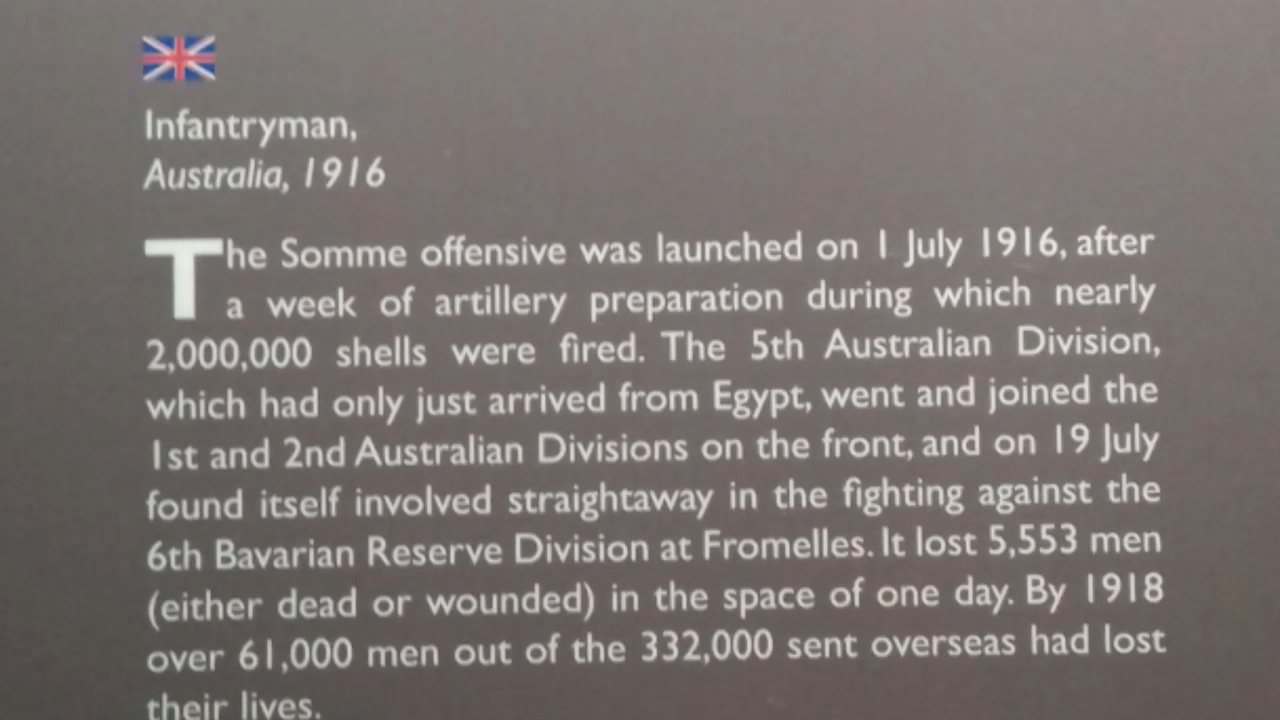 Infantryman,
Australia, 1916
The Somme offensive was launched on 1 July 1916, after
a week of artillery preparation during which nearly
2,000,000 shells were fired. The 5th Australian Division,
which had only just arrived from Egypt, went and joined the
1st and 2nd Australian Divisions on the front, and on 19 July
found itself involved straightaway in the fighting against the
6th Bavarian Reserve Division at Fromelles. It lost 5,553 men
(either dead or wounded) in the space of one day. By 1918
over 61,000 men out of the 332,000 sent overseas had lost
their lives.